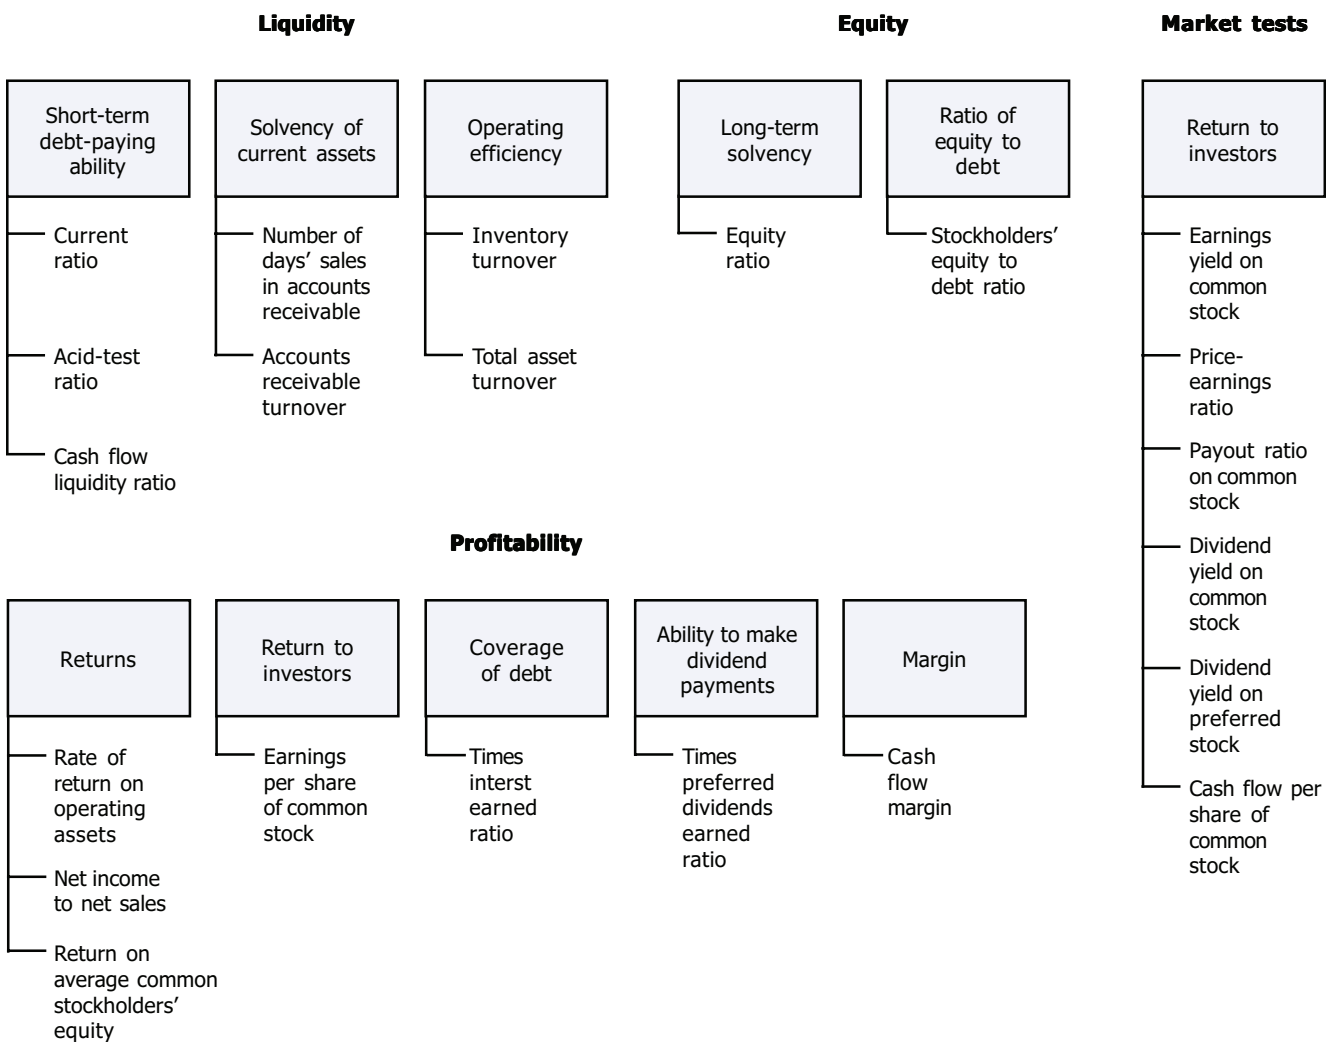 Liquidity
Equity
Market tests
Short-term
debt-paying
ability
Solvency of
current assets
Operating
efficiency
Long-term
solvency
Ratio of
equity to
debt
Return to
investors
Current
ratio
Acid-test
ratio
Cash flow
liquidity ratio
Number of
days’ sales
in accounts
receivable
Accounts
receivable
turnover
Inventory
turnover
Total asset
turnover
Equity
ratio
Stockholders’
equity to
debt ratio
Earnings
yield on
common
stock
Price-
earnings
ratio
Payout ratio
on common
stock
Dividend
yield on
common
stock
Dividend
yield on
preferred
stock
Cash flow per
share of
common
stock
Profitability
Returns
Return to
investors
Coverage
of debt
Ability to make
dividend
payments
Margin
Rate of
return on
operating
assets
Net income
to net sales
Return on
average common
stockholders’
equity
Earnings
per share
of common
stock
Times
interst
earned
ratio
Times
preferred
dividends
earned
ratio
Cash
flow
margin